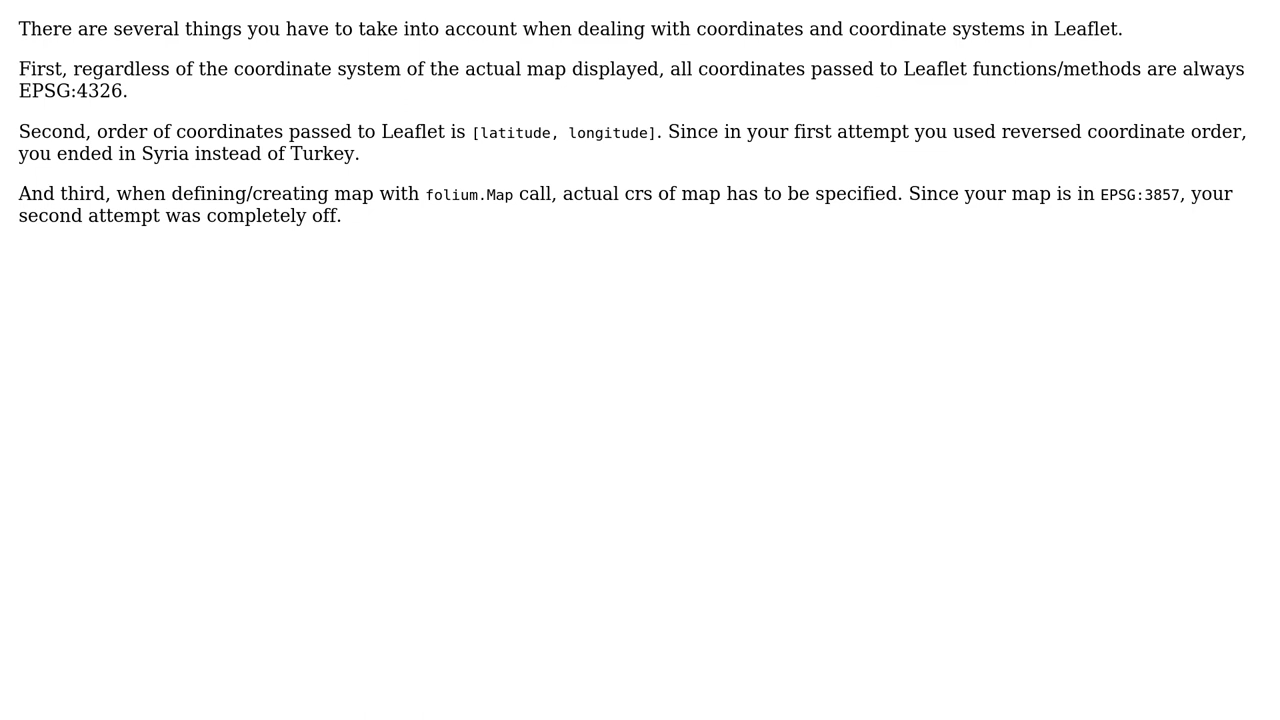 There are several things you have to take into account when dealing with coordinates and coordinate systems in Leaflet.
First, regardless of the coordinate system of the actual map displayed, all coordinates passed to Leaflet functions/methods are always
EPSG:4326.
Second, order of coordinates passed to Leaflet is [latitude, longitude]. Since in your first attempt you used reversed coordinate order,
you ended in Syria instead of Turkey.
And third, when defining/creating map with folium.Map call, actual crs of map has to be specified. Since your map is in EPSG:3857, your
second attempt was completely off.